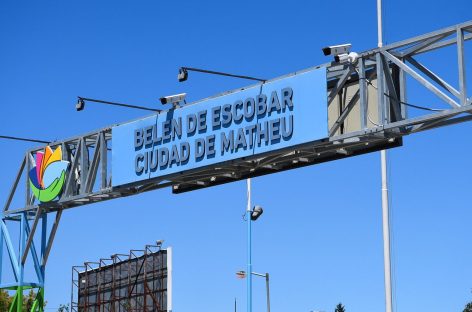 BELÉN DE ESCOBAR
CIUDAD DE MATHEU